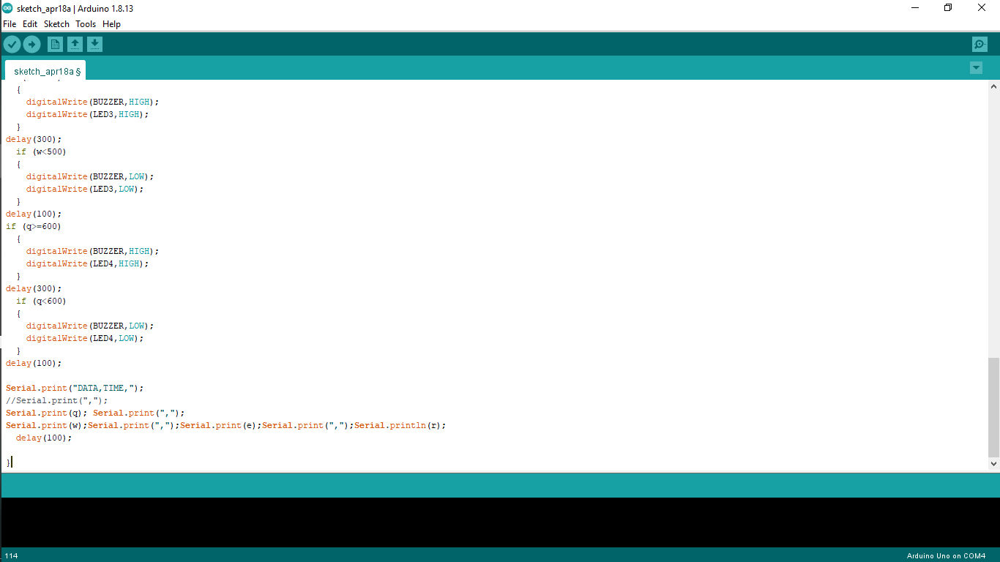 sketch_apr18a | Arduino 1.8.13
File Edit Sketch Tools Help
sketch_apr18a §
{
digitalWrite(BUZZER,HIGH);
digitalWrite(LED3,HIGH);
}
delay(300);
if (w<500)
{
digitalWrite(BUZZER,LOW);
digitalWrite(LED3,LOW);
}
delay(100);
if (q>=600)
{
digitalWrite(BUZZER,HIGH);
digitalWrite(LED4,HIGH);
}
delay(300);
if (q<600)
{
digitalWrite(BUZZER,LOW);
digitalWrite(LED4,LOW);
}
delay(100);
Serial.print("DATA,TIME,");
//Serial.print(",");
Serial.print(q); Serial.print(",");
Serial.print(w);Serial.print(",");Serial.print(e);Serial.print(",");Serial.println(r);
delay(100);
}
114 Arduino Uno on COM4